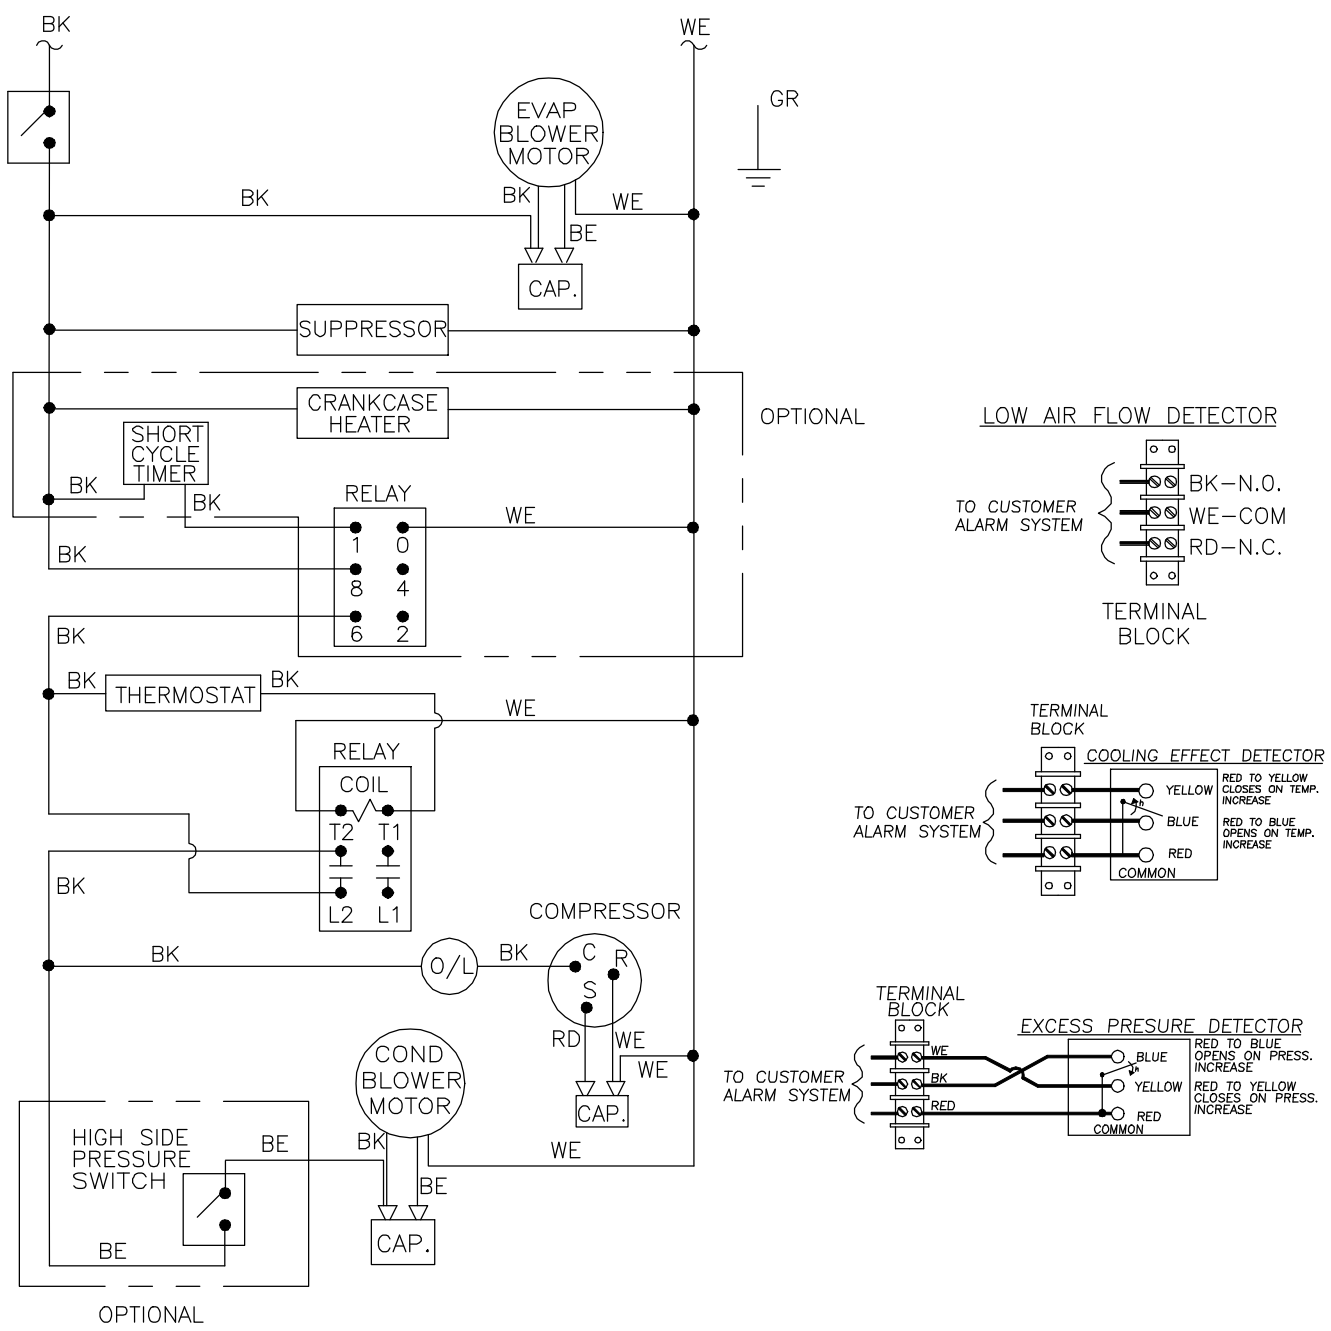 BK
WE
GR
EVAP
BLOWER
MOTOR
BK
BK
WE
BE
CAP.
SUPPRESSOR
CRANKCASE
HEATER
OPTIONAL
SHORT
CYCLE
TIMER
BK
BK
RELAY
WE
1 0
BK
8 4
6 2
BK
BK
THERMOSTAT
BK
WE
RELAY
COIL
T2 T1
BK
L2 L1
COMPRESSOR
BK
O/L
BK
C
R
S
RD
WE
WE
CAP.
COND
BLOWER
MOTOR
BK
WE
BE
CAP.
HIGH SIDE
PRESSURE
SWITCH
BE
BE
OPTIONAL
LOW AIR FLOW DETECTOR
TO CUSTOMER
ALARM SYSTEM
BK-N.O.
WE-COM
RD-N.C.
TERMINAL
BLOCK
TERMINAL
BLOCK
COOLING EFFECT DETECTOR
TO CUSTOMER
ALARM SYSTEM
YELLOW
BLUE
RED
COMMON
RED TO YELLOW
CLOSES ON TEMP.
INCREASE
RED TO BLUE
OPENS ON TEMP.
INCREASE
TERMINAL
BLOCK
EXCESS PRESURE DETECTOR
TO CUSTOMER
ALARM SYSTEM
WE
BK
RED
BLUE
YELLOW
RED
COMMON
RED TO BLUE
OPENS ON PRESS.
INCREASE
RED TO YELLOW
CLOSES ON PRESS.
INCREASE